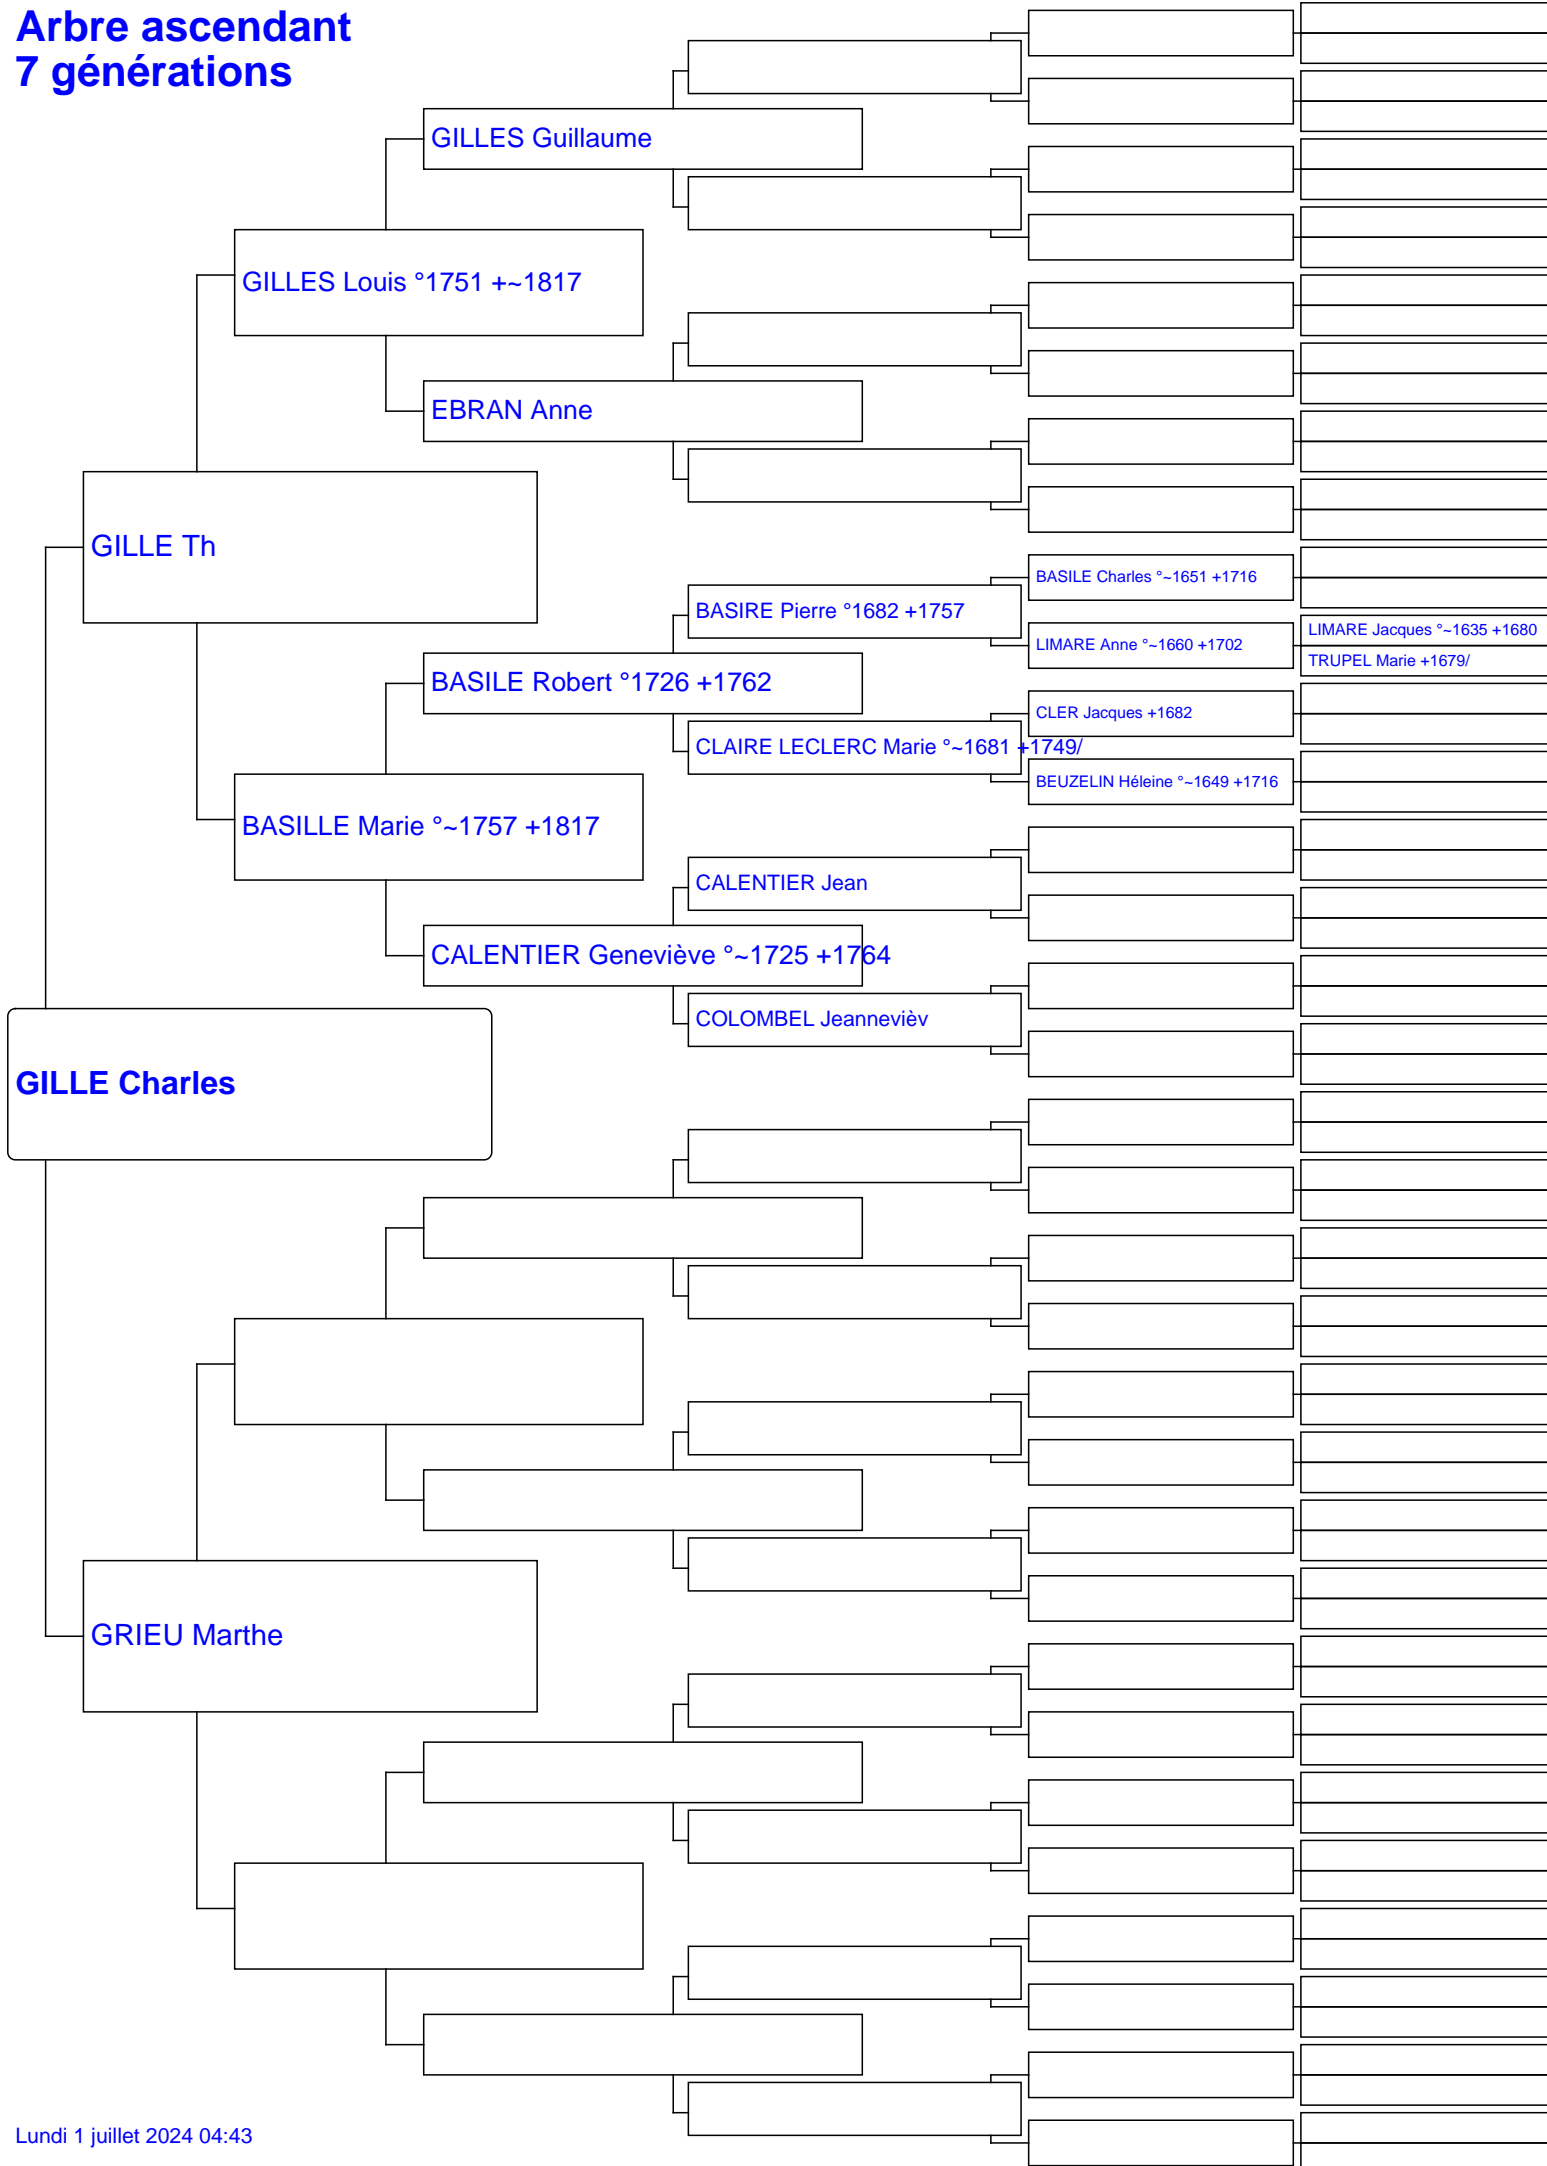 Arbre ascendant
7 générations
GILLES Guillaume
GILLES Louis °1751 +~1817
EBRAN Anne
GILLE Th
BASILE Charles °~1651 +1716
BASIRE Pierre °1682 +1757
LIMARE Jacques °~1635 +1680
LIMARE Anne °~1660 +1702
TRUPEL Marie +1679/
BASILE Robert °1726 +1762
CLER Jacques +1682
CLAIRE LECLERC Marie °~1681 +1749/
BEUZELIN Héleine °~1649 +1716
BASILLE Marie °~1757 +1817
CALENTIER Jean
CALENTIER Geneviève °~1725 +1764
COLOMBEL Jeannevièv
GILLE Charles
GRIEU Marthe
Lundi 1 juillet 2024 04:43